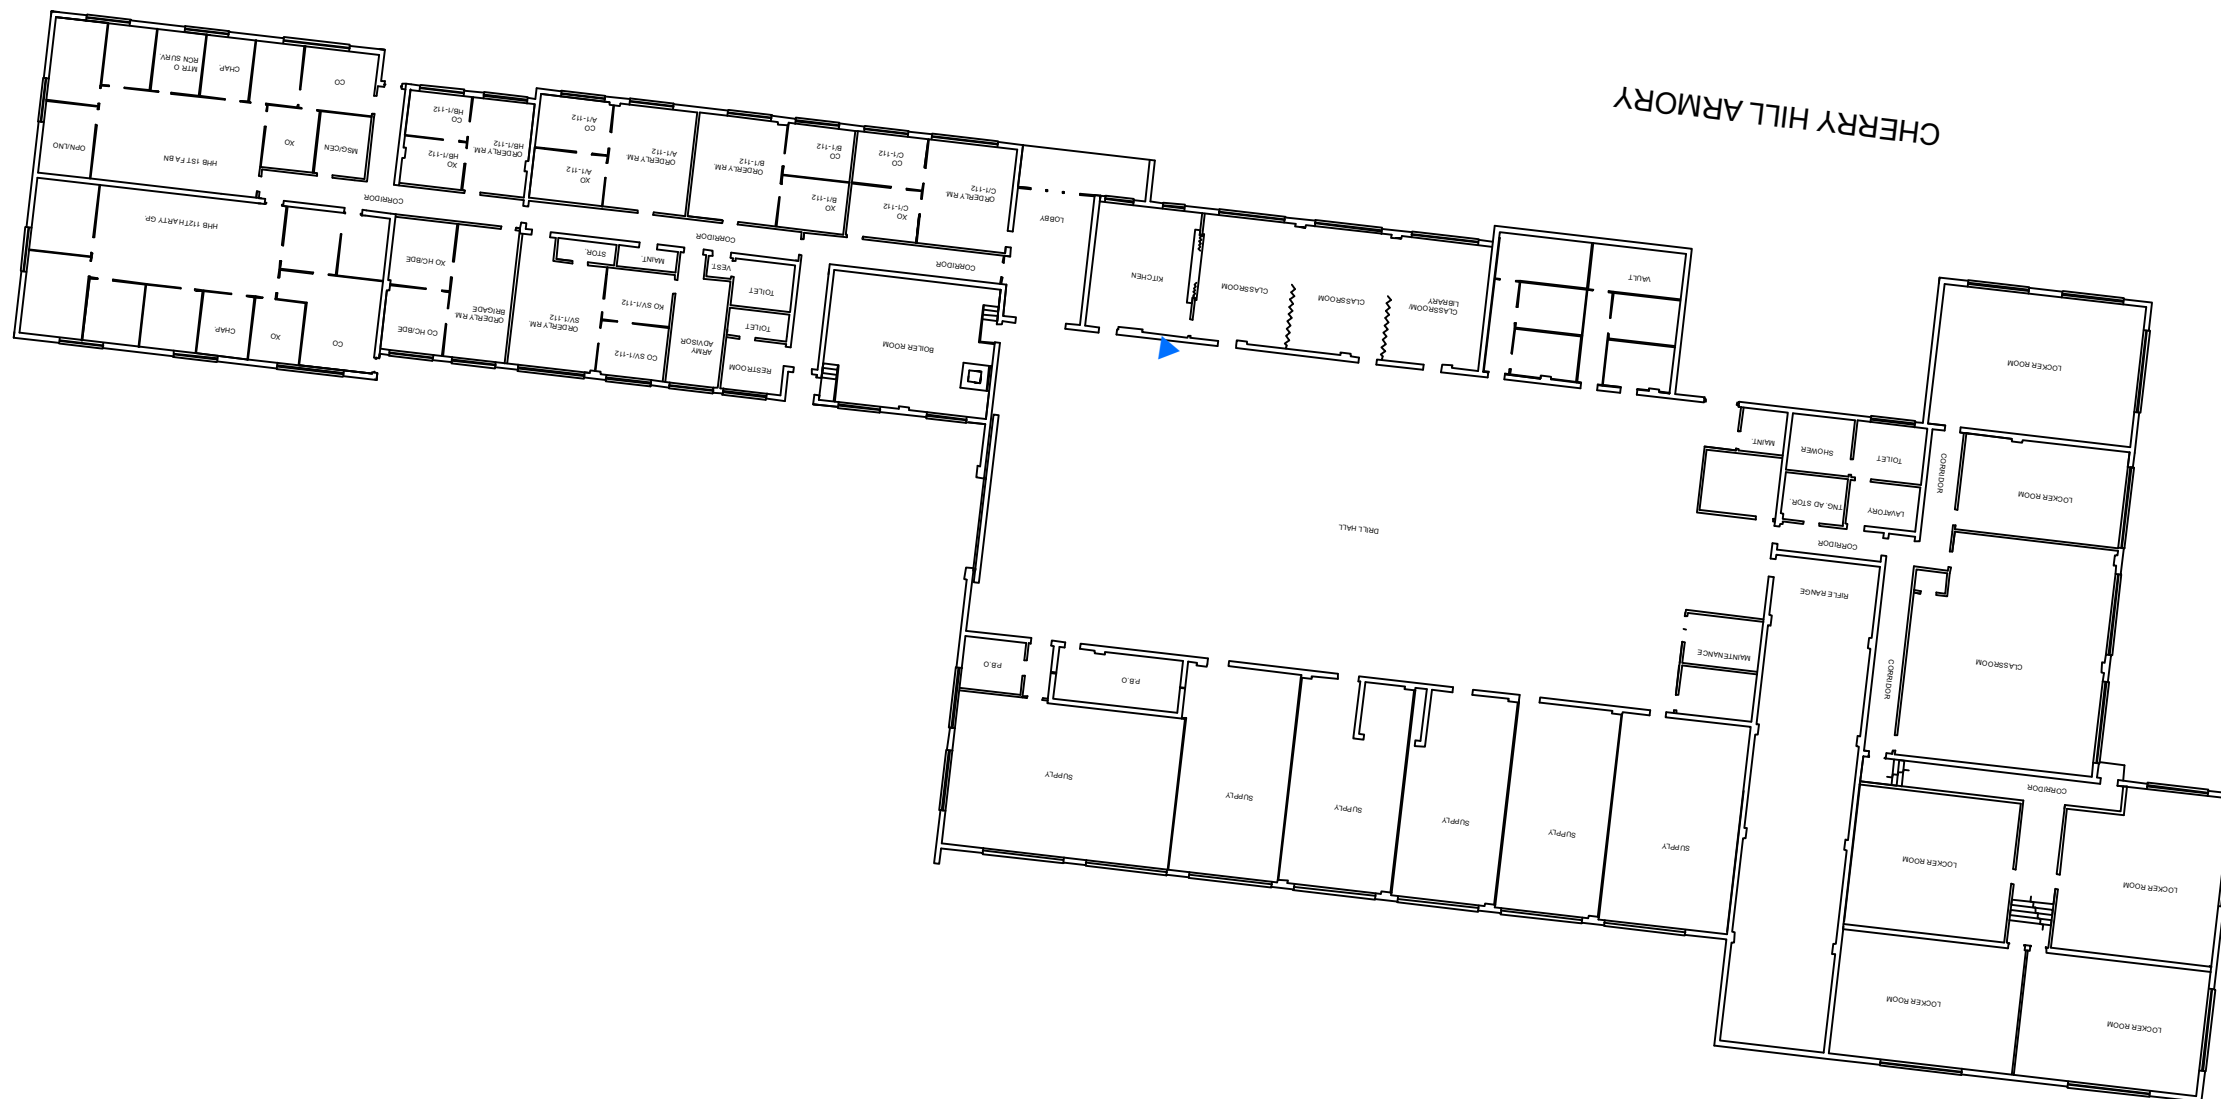 CHERRY HILL ARMORY
LOCKER ROOM
LOCKER ROOM
LOCKER ROOM
LOCKER ROOM
CORRIDOR
CLASSROOM
CORRIDOR
RIFLE RANGE
CORRIDOR
LAVATORY
TNG. AD STOR.
LOCKER ROOM
CORRIDOR
TOILET
SHOWER
MAINT.
LOCKER ROOM
MAINTENANCE
SUPPLY
SUPPLY
SUPPLY
SUPPLY
SUPPLY
SUPPLY
P.B.O
P.B.O
DRILL HALL
VAULT
CLASSROOM/
LIBRARY
CLASSROOM
CLASSROOM
KITCHEN
LOBBY
BOILER ROOM
CORRIDOR
RESTROOM
TOILET
TOILET
VEST.
ARMY
ADVISOR
CO SV/1-112
XO SV/1-112
MAINT.
STOR.
ORDERLY RM.
SV/1-112
CORRIDOR
ORDERLY RM.
C/1-112
XO
C/1-112
CO
C/1-112
XO
B/1-112
CO
B/1-112
ORDERLY RM.
B/1-112
ORDERLY RM.
A/1-112
XO
A/1-112
CO
A/1-112
ORDERLY RM.
HB/1-112
XO
HB/1-112
CO
HB/1-112
ORDERLY RM.
BRIGADE
CO HC/BDE
XO HC/BDE
CORRIDOR
CO
XO
CHAP.
HHB 112TH ARTY GP.
HHB 1ST FA BN
MSG/CEN
XO
CO
CHAP.
MTR O
RCN SURV.
OPN/LNO